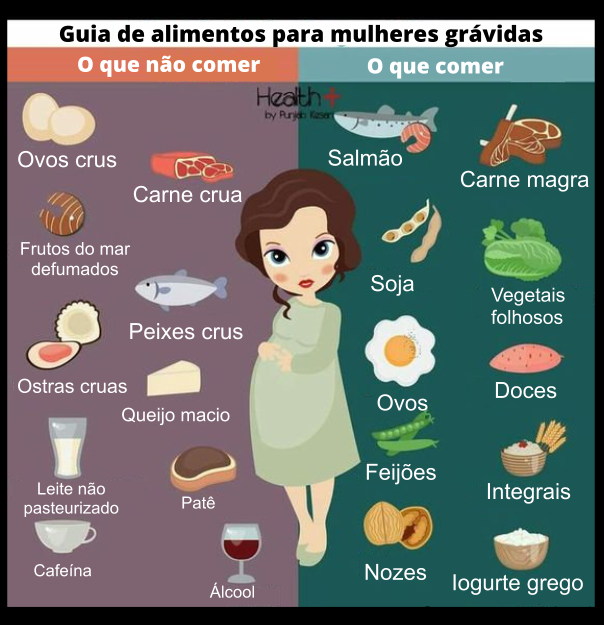 Guia de alimentos para mulheres grávidas
O que não comer
O que comer
Health+
by Punjab Kesari
Ovos crus
Carne crua
Frutos do mar
defumados
Peixes crus
Ostras cruas
Queijo macio
Leite não
pasteurizado
Patê
Cafeína
Álcool
Salmão
Carne magra
Soja
Vegetais
folhosos
Ovos
Doces
Feijões
Integrais
Nozes
Iogurte grego